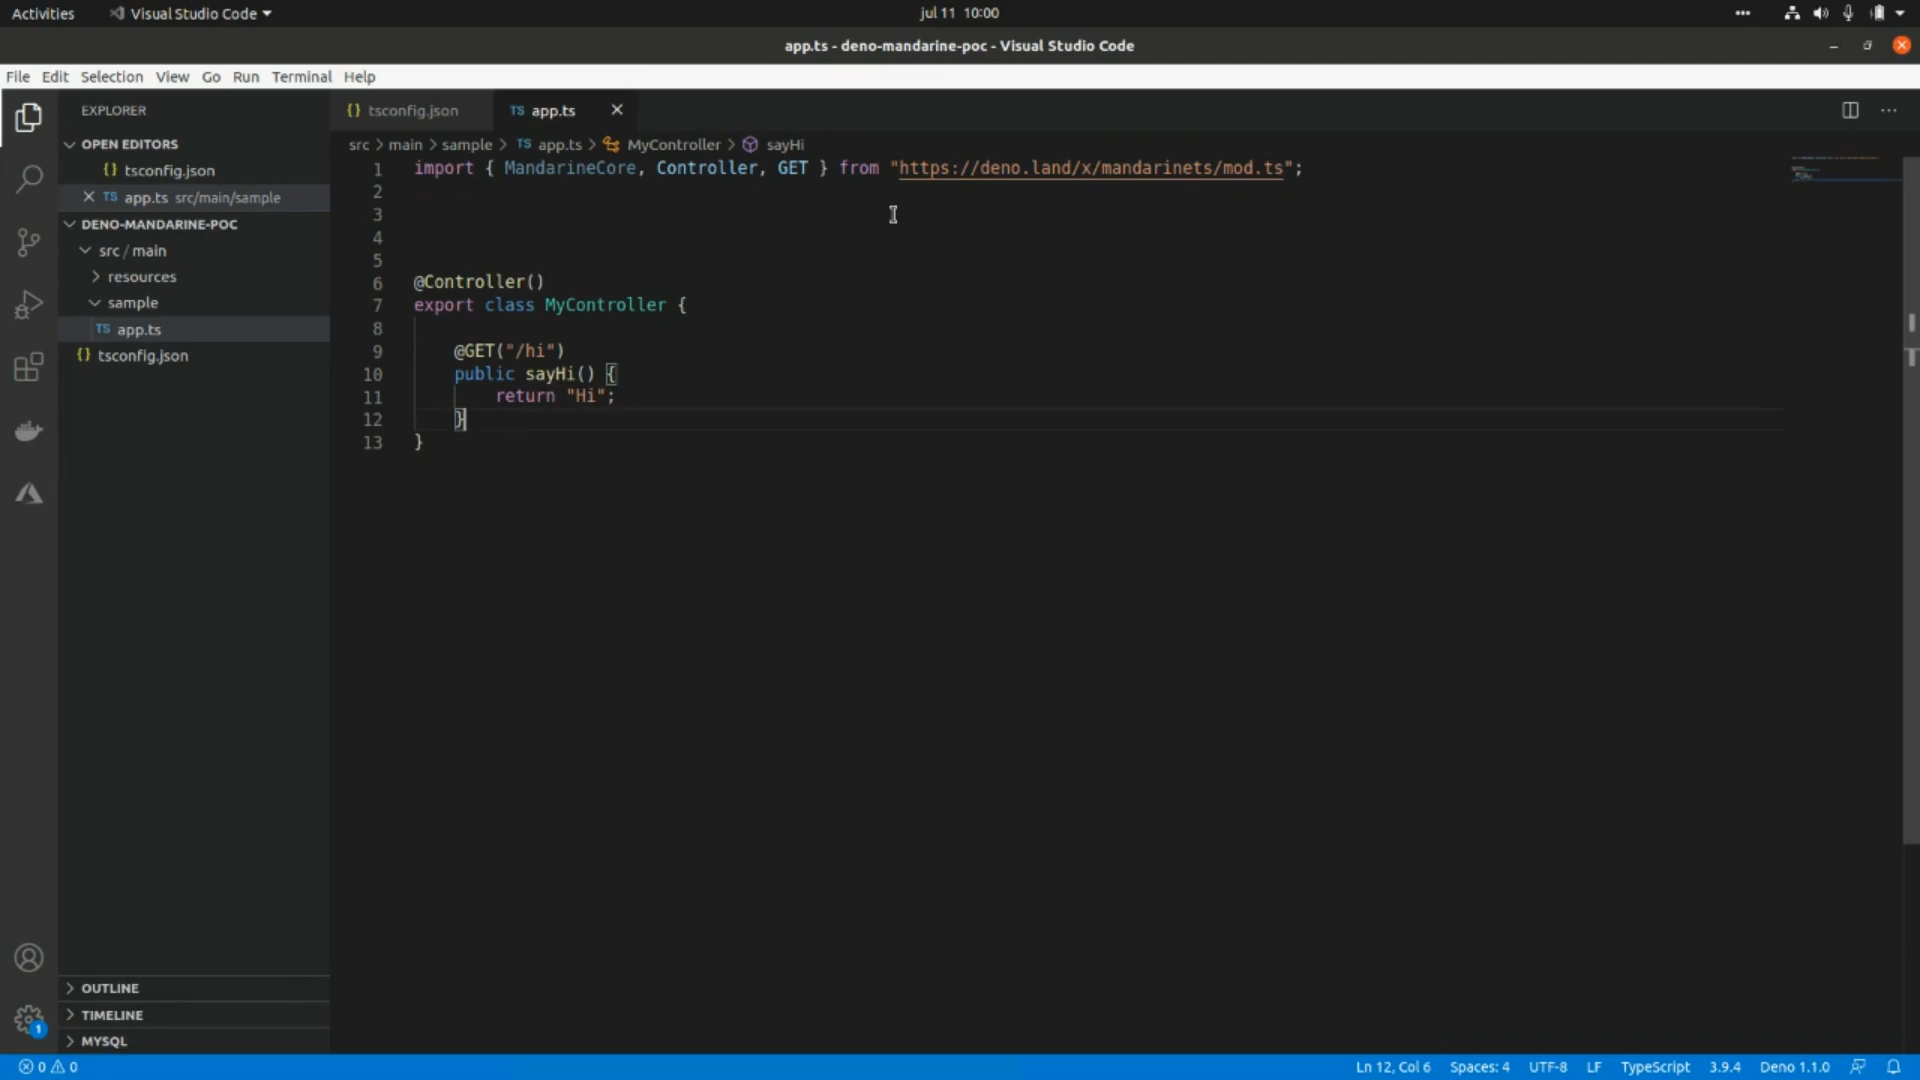 Activities
Visual Studio Code
jul 11 10:00
app.ts - deno-mandarine-poc - Visual Studio Code
File Edit Selection View Go Run Terminal Help
EXPLORER
OPEN EDITORS
{} tsconfig.json
TS app.ts src/main/sample
DENO-MANDARINE-POC
src / main
resources
sample
TS app.ts
{} tsconfig.json
OUTLINE
TIMELINE
MYSQL
{} tsconfig.json
TS app.ts
src > main > sample > TS app.ts > MyController > sayHi
1 import { MandarineCore, Controller, GET } from "https://deno.land/x/mandarinets/mod.ts";
2
3
4
5
6 @Controller()
7 export class MyController {
8
9 @GET("/hi")
10 public sayHi() {
11 return "Hi";
12 }
13 }
1
0 0
Ln 12, Col 6
Spaces: 4
UTF-8
LF
TypeScript
3.9.4
Deno 1.1.0